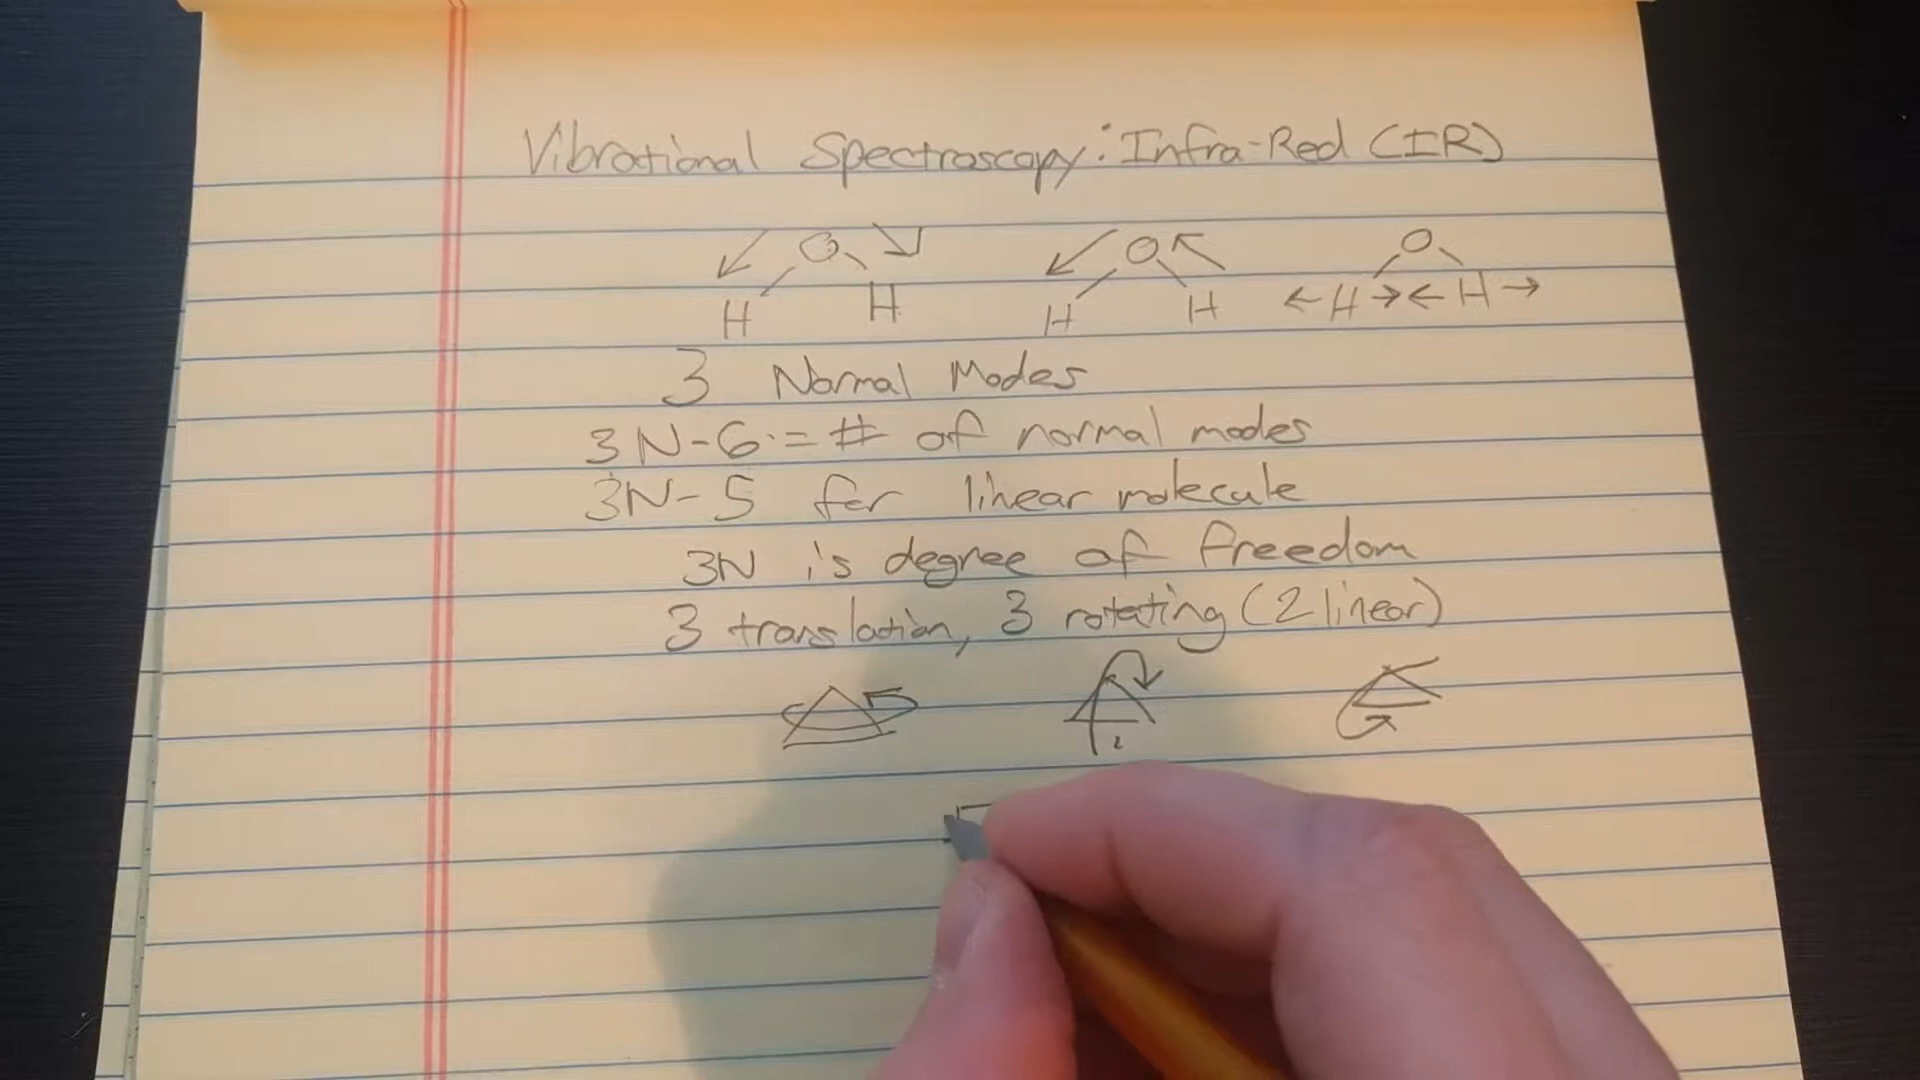 Vibrational Spectroscopy: Infra-Red (IR)
O O O
H H H H H H
3 Normal Modes
3N-6 = # of normal modes
3N-5 for linear molecule
3N is degree of freedom
3 translation, 3 rotating (2 linear)